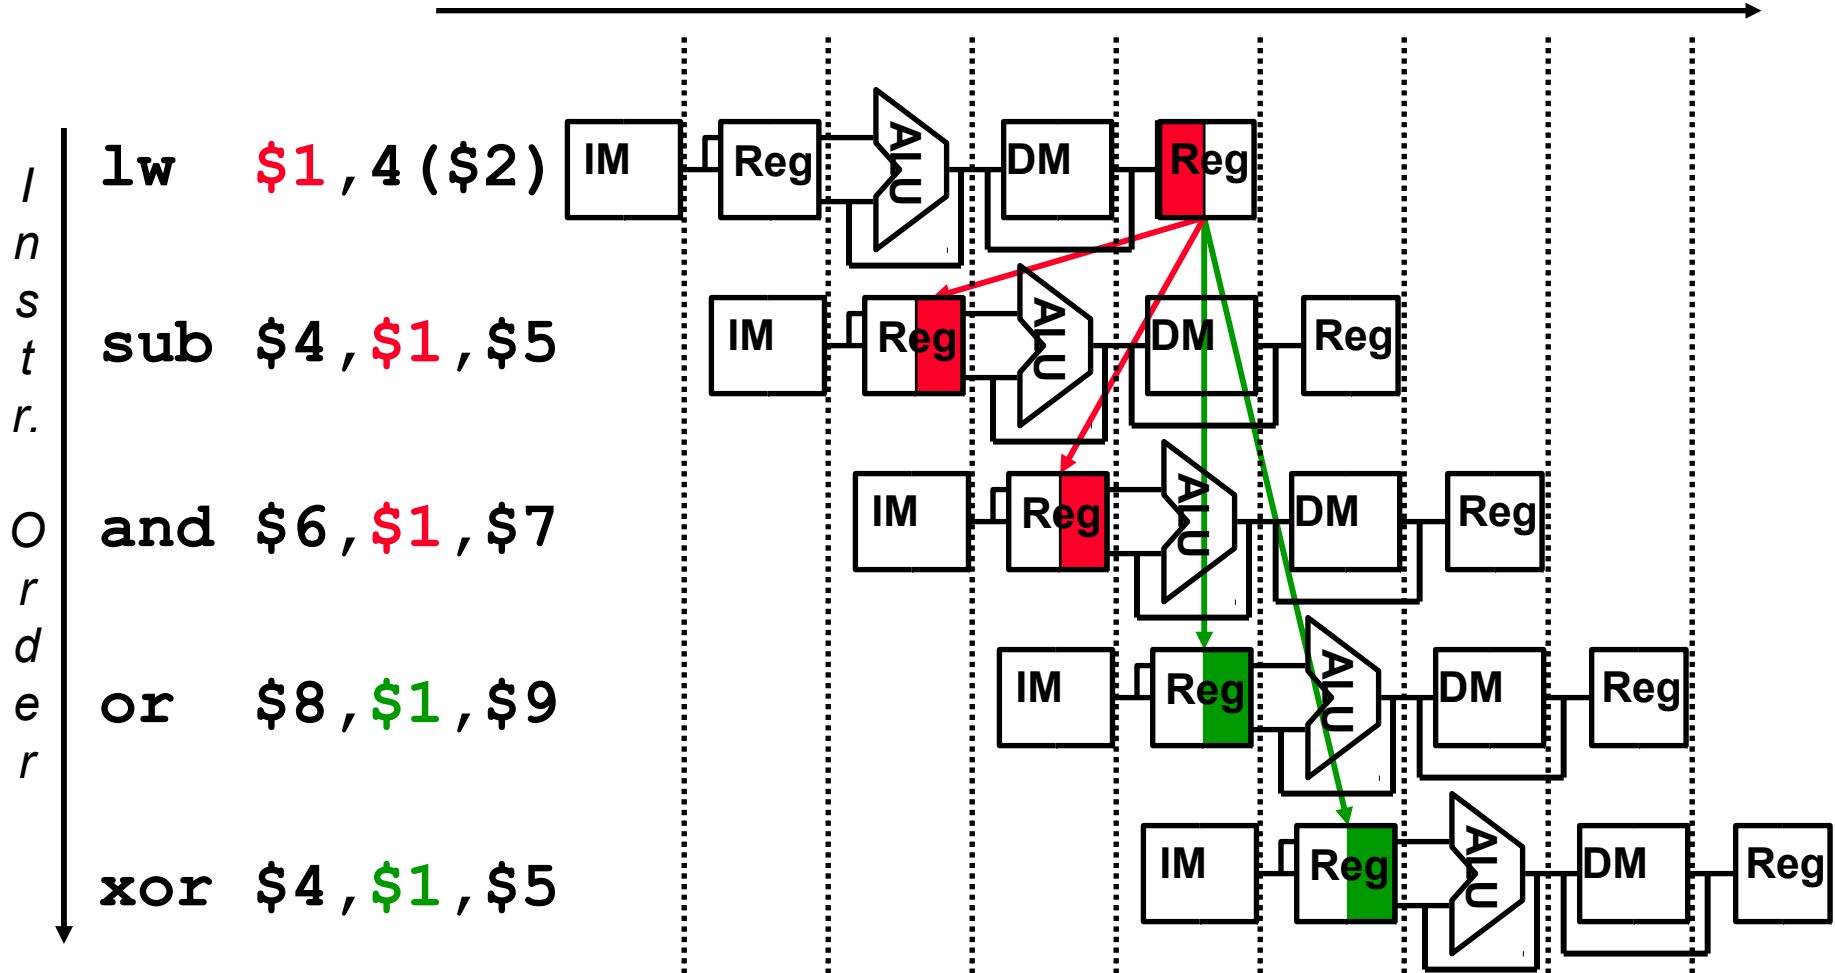 Instr. Order
lw $1,4($2) IM Reg ALU DM Reg
sub $4,$1,$5 IM Reg ALU DM Reg
and $6,$1,$7 IM Reg ALU DM Reg
or $8,$1,$9 IM Reg ALU DM Reg
xor $4,$1,$5 IM Reg ALU DM Reg